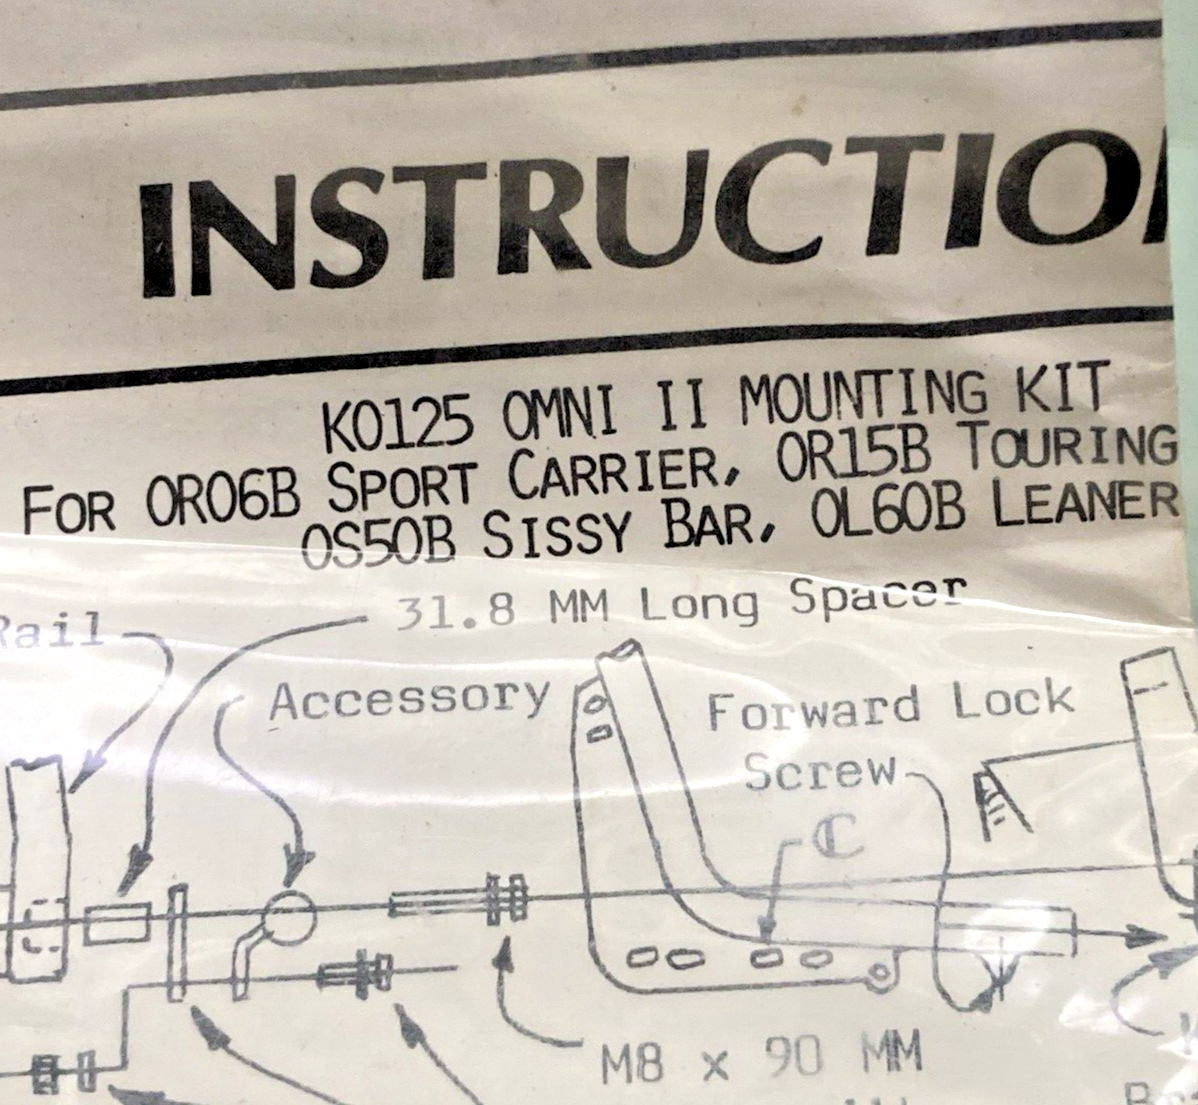 INSTRUCTIO
KO125 OMNI II MOUNTING KIT
FOR OR06B SPORT CARRIER, OR15B TOURING
OS50B SISSY BAR, OL60B LEANER
31.8 MM Long Spacer
Rail
Accessory
Forward Lock
Screw
C
M8 x 90 MM